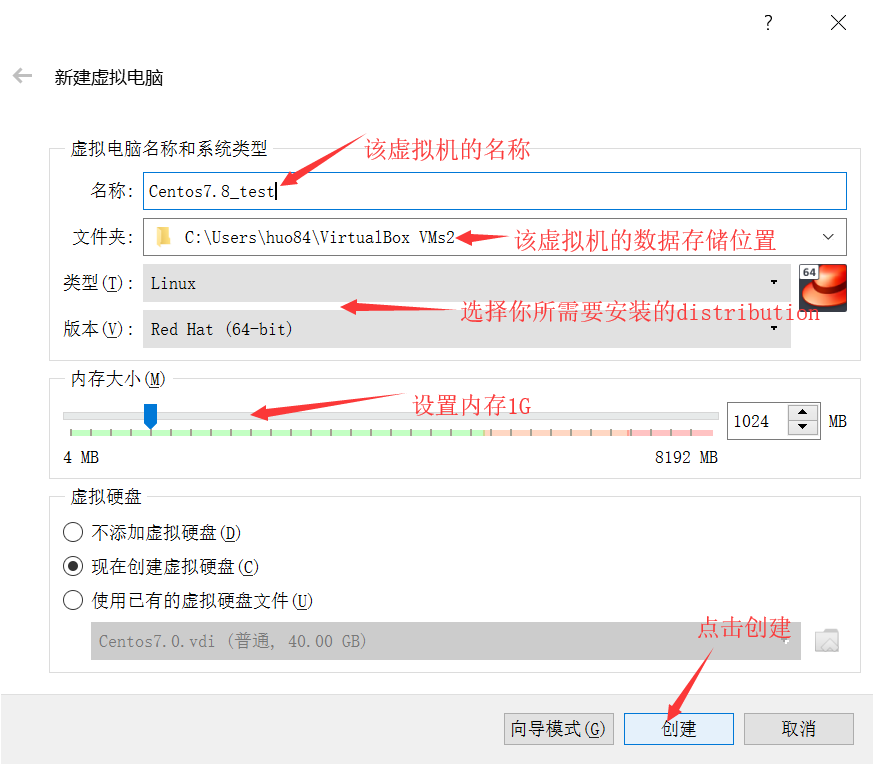 ?
新建虚拟电脑
虚拟电脑名称和系统类型
该虚拟机的名称
名称: Centos7.8_test
文件夹: C:\Users\huo84\VirtualBox VMs2
该虚拟机的数据存储位置
类型(T): Linux
64
选择你所需要安装的distribution
版本(V): Red Hat (64-bit)
内存大小(M)
设置内存1G
1024 MB
4 MB 8192 MB
虚拟硬盘
不添加虚拟硬盘(D)
现在创建虚拟硬盘(C)
使用已有的虚拟硬盘文件(U)
点击创建
Centos7.0.vdi (普通, 40.00 GB)
向导模式(G) 创建 取消